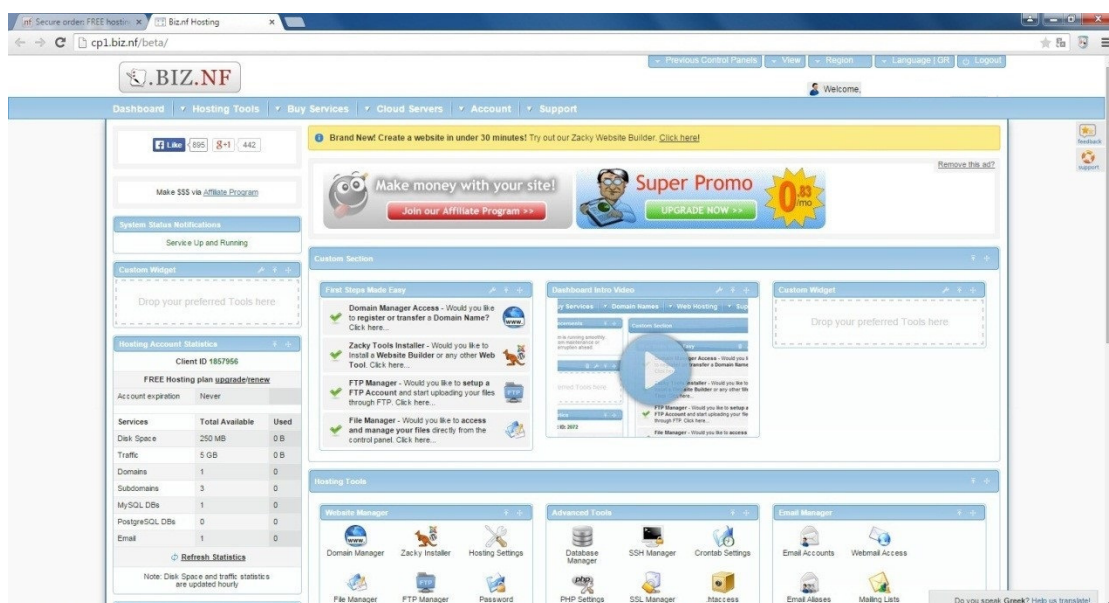 Secure order: FREE hostin
Biz.nf Hosting
cp1.biz.nf/beta/
.BIZ.NF
Previous Control Panels
View
Region
Language | GR
Logout
Welcome,
Dashboard
Hosting Tools
Buy Services
Cloud Servers
Account
Support
Like
895
g+1
442
Make $$$ via Affiliate Program
System Status Notifications
Service Up and Running
Custom Widget
Drop your preferred Tools here
Hosting Account Statistics
Client ID 1857956
FREE Hosting plan upgrade/renew
Account expiration Never
Services Total Available Used
Disk Space 250 MB 0 B
Traffic 5 GB 0 B
Domains 1 0
Subdomains 3 0
MySQL DBs 1 0
PostgreSQL DBs 0 0
Email 1 0
Refresh Statistics
Note: Disk Space and traffic statistics
are updated hourly
Brand New! Create a website in under 30 minutes! Try out our Zacky Website Builder. Click here!
Remove this ad?
Make money with your site!
Join our Affiliate Program >>
Super Promo
UPGRADE NOW >>
0.83
/mo
feedback
support
Custom Section
First Steps Made Easy
Domain Manager Access - Would you like
to register or transfer a Domain Name?
Click here...
Zacky Tools Installer - Would you like to
Install a Website Builder or any other Web
Tool. Click here...
FTP Manager - Would you like to setup a
FTP Account and start uploading your files
through FTP. Click here...
File Manager - Would you like to access
and manage your files directly from the
control panel. Click here...
www.
FTP
Dashboard Intro Video
Custom Widget
Drop your preferred Tools here
Hosting Tools
Website Manager
Domain Manager
Zacky Installer
Hosting Settings
File Manager
FTP Manager
Password
Advanced Tools
Database
Manager
SSH Manager
Crontab Settings
PHP Settings
SSL Manager
.htaccess
Email Manager
Email Accounts
Webmail Access
Email Aliases
Mailing Lists
Do you speak Greek? Help us translate!